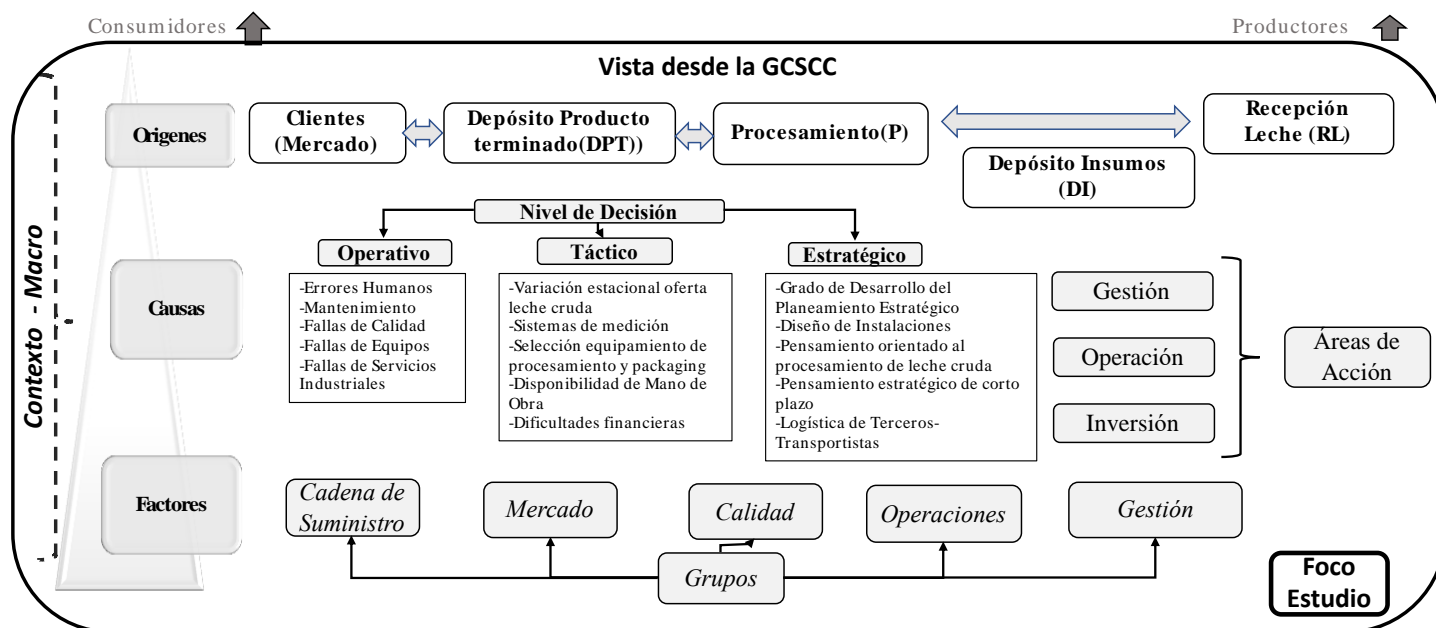 Consumidores
Productores
Vista desde la GCSCC
Contexto - Macro
Origenes
Clientes
(Mercado)
Depósito Producto
terminado(DPT))
Procesamiento(P)
Recepción
Leche (RL)
Depósito Insumos
(DI)
Nivel de Decisión
Operativo
Táctico
Estratégico
Causas
-Errores Humanos
-Mantenimiento
-Fallas de Calidad
-Fallas de Equipos
-Fallas de Servicios
Industriales
-Variación estacional oferta
leche cruda
-Sistemas de medición
-Selección equipamiento de
procesamiento y packaging
-Disponibilidad de Mano de
Obra
-Dificultades financieras
-Grado de Desarrollo del
Planeamiento Estratégico
-Diseño de Instalaciones
-Pensamiento orientado al
procesamiento de leche cruda
-Pensamiento estratégico de corto
plazo
-Logística de Terceros-
Transportistas
Gestión
Operación
Inversión
Áreas de
Acción
Factores
Cadena de
Suministro
Mercado
Calidad
Operaciones
Gestión
Grupos
Foco
Estudio